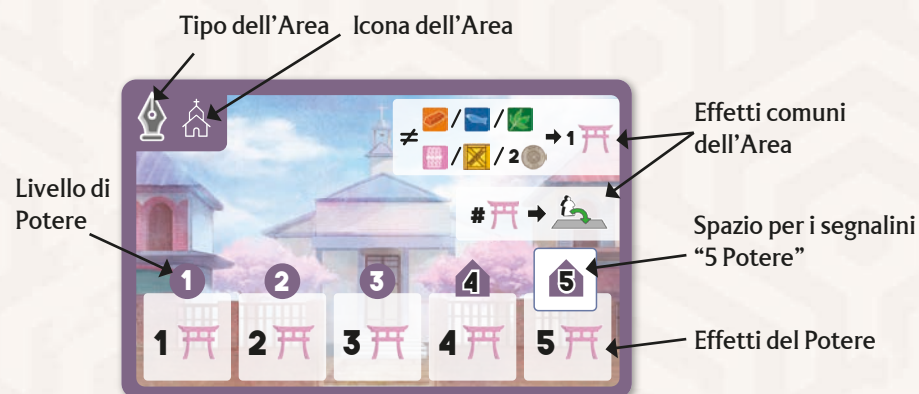 Tipo dell'Area
Icona dell'Area
≠ / /
/ / 2 → 1
# →
Effetti comuni
dell'Area
Livello di
Potere
Spazio per i segnalini
“5 Potere”
1 2 3 4 5
1 2 3 4 5
Effetti del Potere